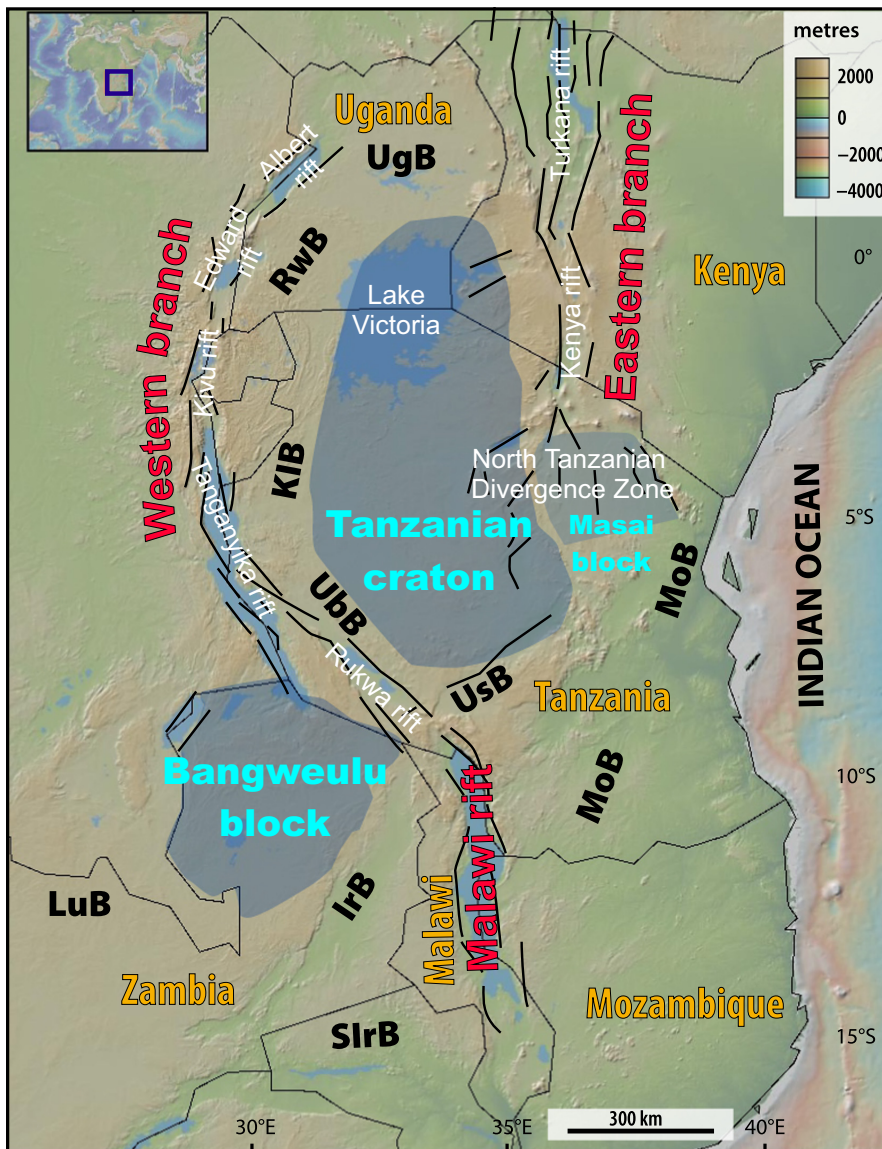 metres
2000
0
−2000
−4000
Uganda
UgB
Albert
rift
Turkana rift
Edward
rift
RwB
Western branch
Eastern branch
Kenya
0°
Lake
Victoria
Kenya rift
Kivu rift
KIB
Tanganyika rift
North Tanzanian
Divergence Zone
Tanzanian
craton
Masai
block
MoB
INDIAN OCEAN
5°S
UbB
Rukwa rift
UsB
Tanzania
Bangweulu
block
MoB
10°S
Malawi rift
Malawi
IrB
LuB
Zambia
SIrB
Mozambique
15°S
30°E
35°E
40°E
300 km